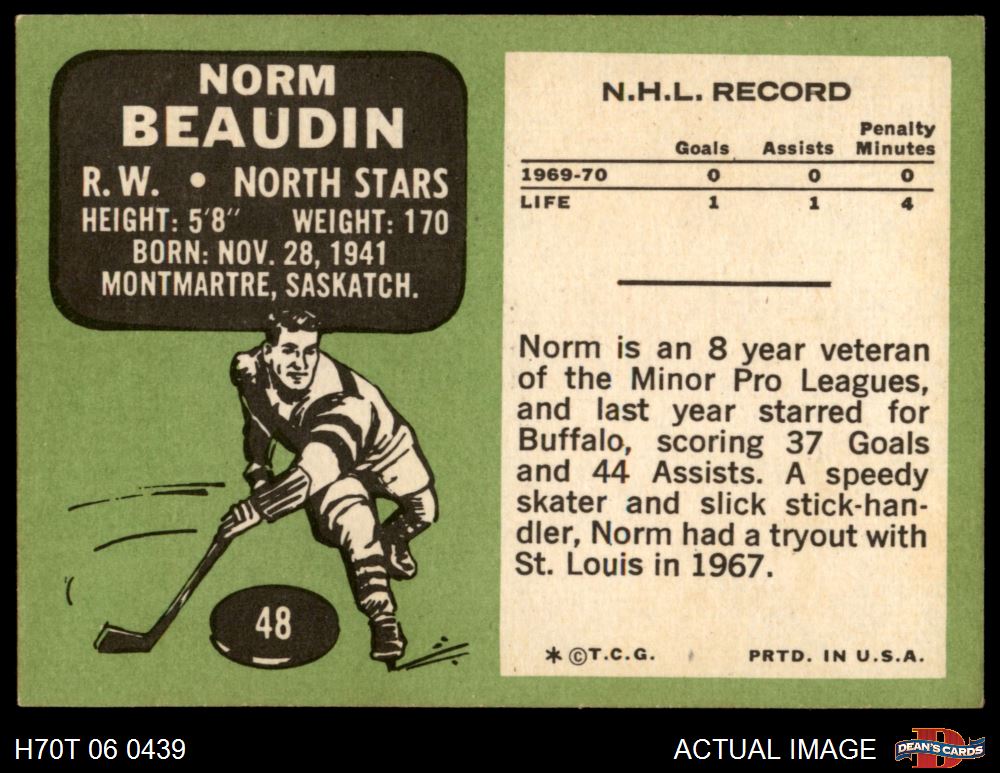 NORM
BEAUDIN
R.W. • NORTH STARS
HEIGHT: 5'8" WEIGHT: 170
BORN: NOV. 28, 1941
MONTMARTRE, SASKATCH.
48
N.H.L. RECORD
Goals Assists Penalty Minutes
1969-70 0 0 0
LIFE 1 1 4
Norm is an 8 year veteran
of the Minor Pro Leagues,
and last year starred for
Buffalo, scoring 37 Goals
and 44 Assists. A speedy
skater and slick stick-han-
dler, Norm had a tryout with
St. Louis in 1967.
* ©T.C.G. PRTD. IN U.S.A.
H70T 06 0439 ACTUAL IMAGE D DEAN'S CARDS